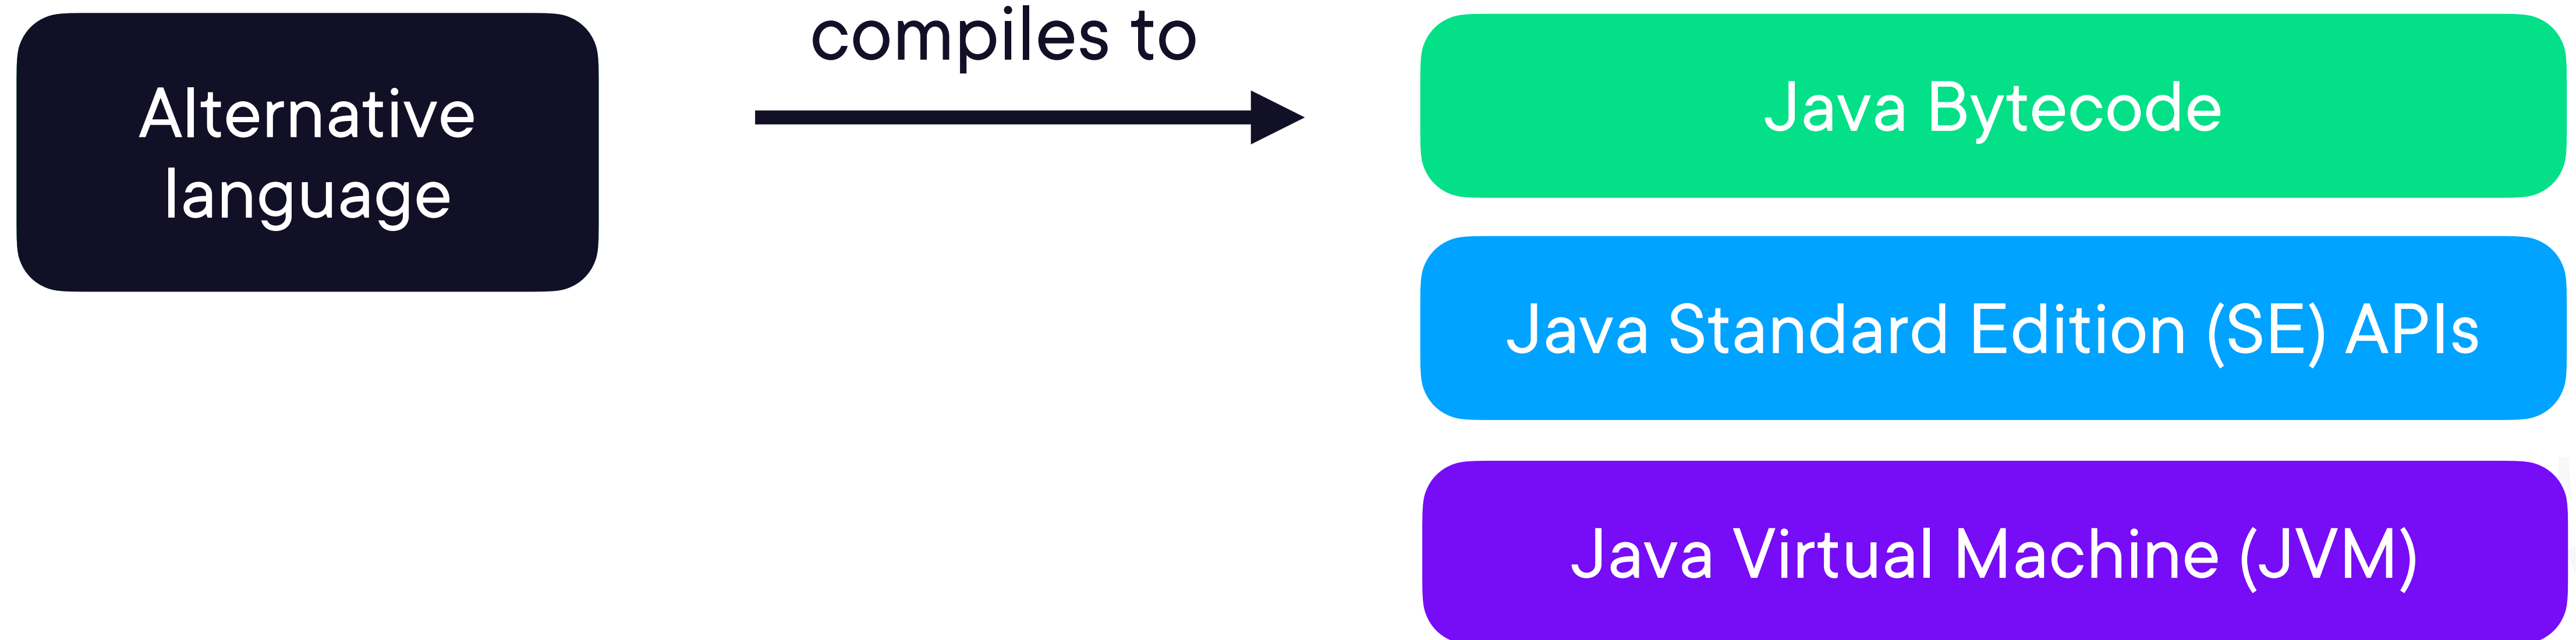 Alternative
language
compiles to
Java Bytecode
Java Standard Edition (SE) APIs
Java Virtual Machine (JVM)